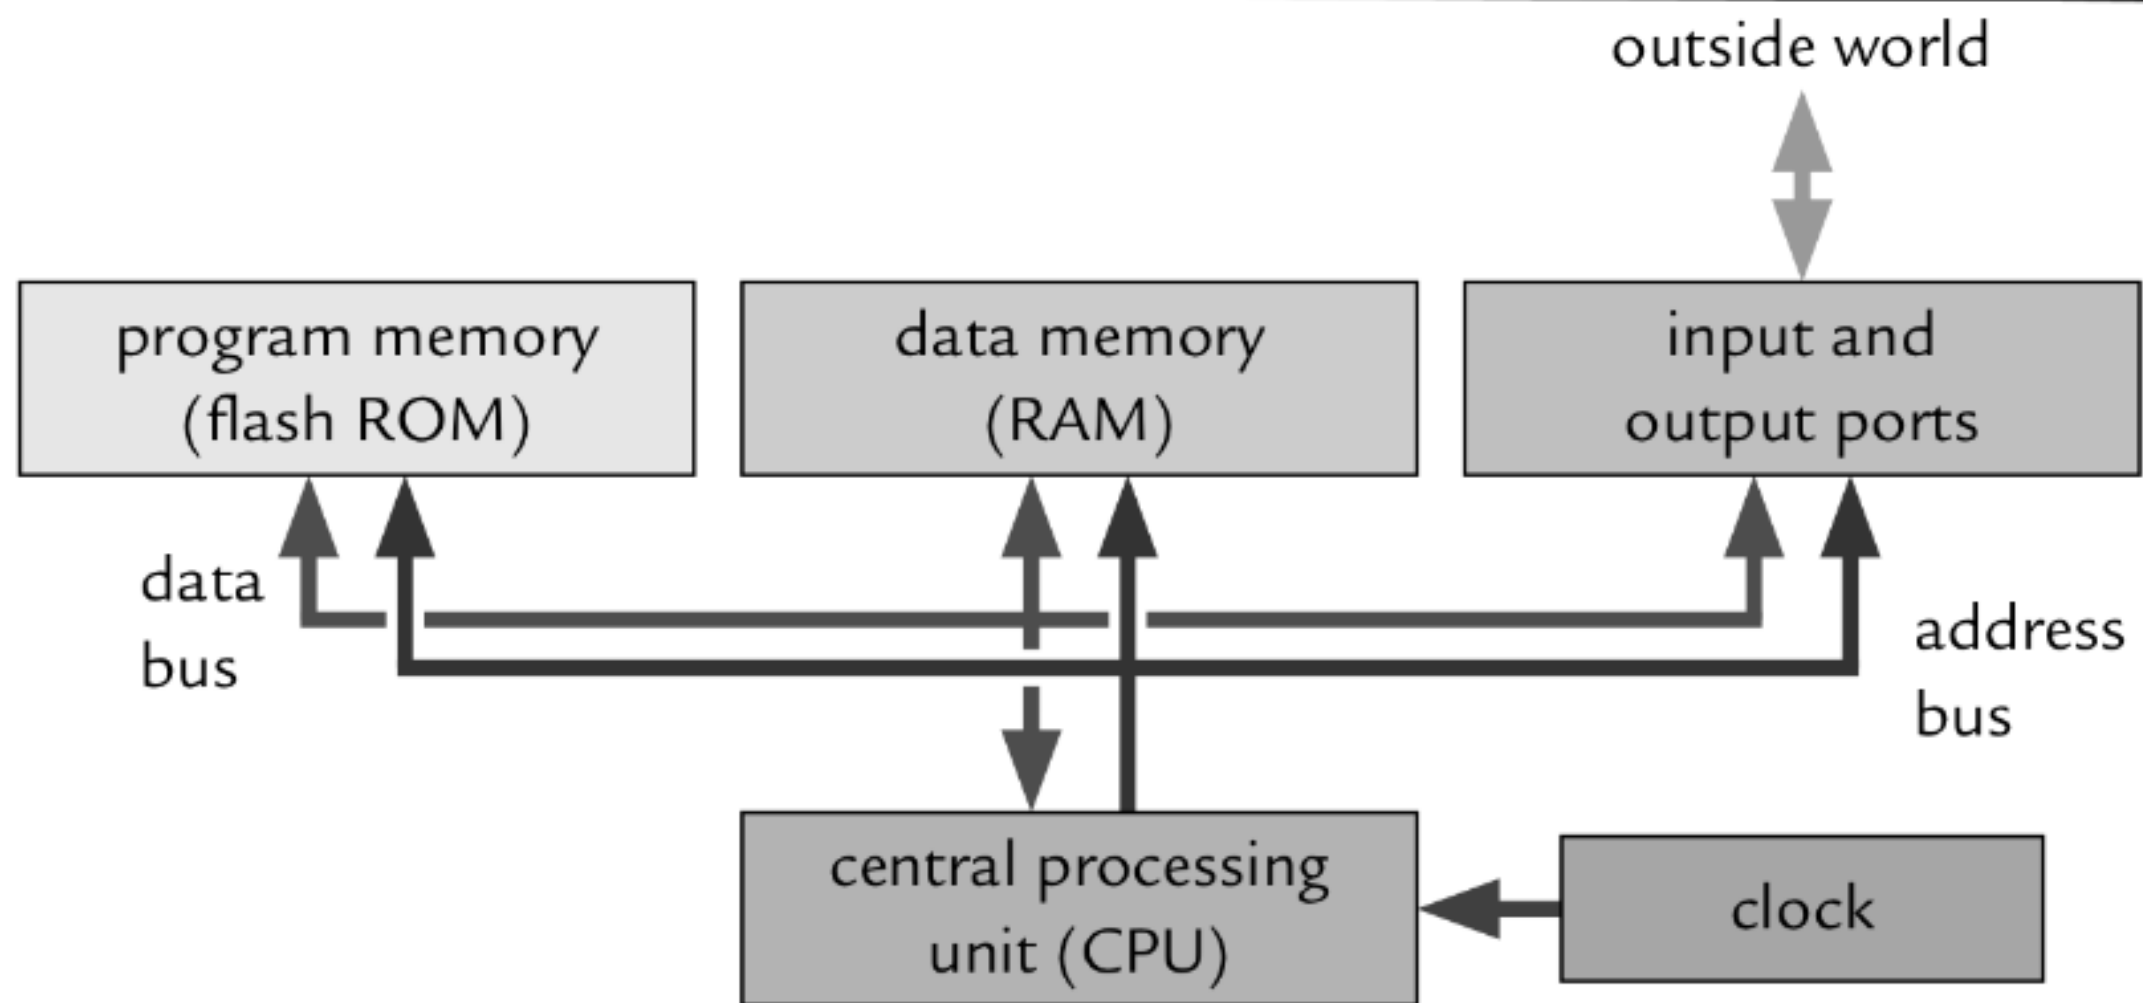 outside world
program memory
(flash ROM)
data memory
(RAM)
input and
output ports
data
bus
address
bus
central processing
unit (CPU)
clock